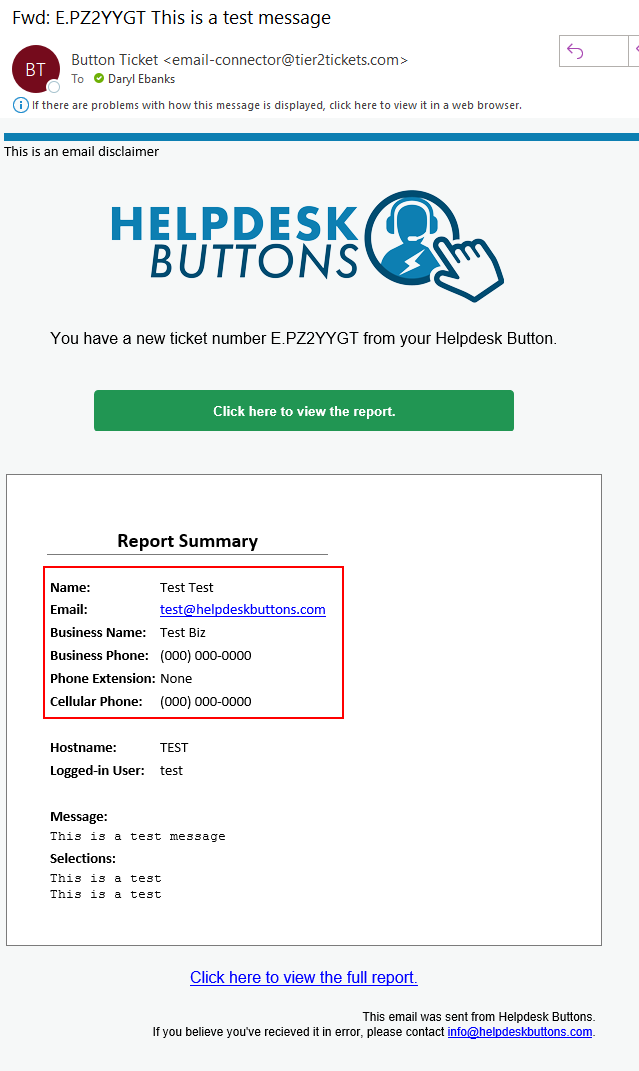 Fwd: E.PZ2YYGT This is a test message
BT
Button Ticket <email-connector@tier2tickets.com>
To Daryl Ebanks
If there are problems with how this message is displayed, click here to view it in a web browser.
This is an email disclaimer
HELPDESK
BUTTONS
You have a new ticket number E.PZ2YYGT from your Helpdesk Button.
Click here to view the report.
Report Summary
Name: Test Test
Email: test@helpdeskbuttons.com
Business Name: Test Biz
Business Phone: (000) 000-0000
Phone Extension: None
Cellular Phone: (000) 000-0000
Hostname: TEST
Logged-in User: test
Message:
This is a test message
Selections:
This is a test
This is a test
Click here to view the full report.
This email was sent from Helpdesk Buttons.
If you believe you've recieved it in error, please contact info@helpdeskbuttons.com.